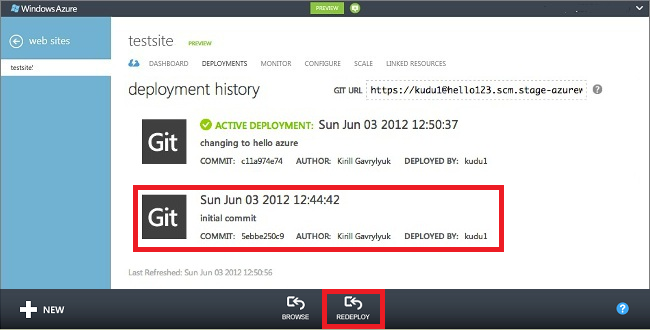 Windows Azure PREVIEW
web sites
testsite!
testsite PREVIEW
DASHBOARD DEPLOYMENTS MONITOR CONFIGURE SCALE LINKED RESOURCES
deployment history GIT URL https://kudu1@hello123.scm.stage-azurew ?
Git
ACTIVE DEPLOYMENT: Sun Jun 03 2012 12:50:37
changing to hello azure
COMMIT: c11a974e74 AUTHOR: Kirill Gavrylyuk DEPLOYED BY: kudu1
Git
Sun Jun 03 2012 12:44:42
initial commit
COMMIT: 5ebbe250c9 AUTHOR: Kirill Gavrylyuk DEPLOYED BY: kudu1
Last Refreshed: Sun Jun 03 2012 12:50:56
NEW BROWSE REDEPLOY ?